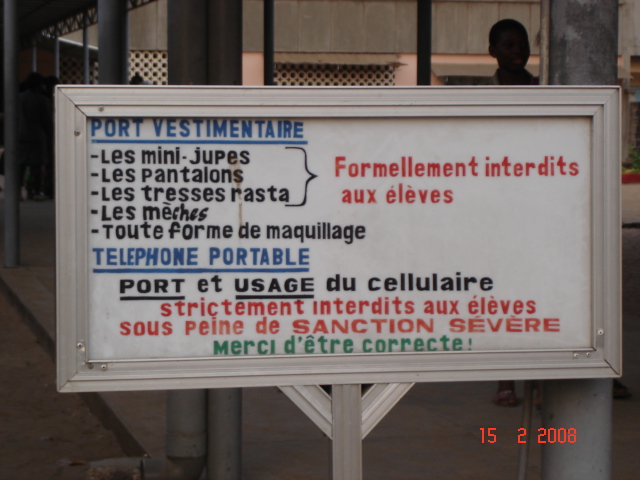 PORT VESTIMENTAIRE
-Les mini-jupes
-Les pantalons
-Les tresses rasta
-Les mèches
-Toute forme de maquillage
Formellement interdits
aux élèves
TELEPHONE PORTABLE
PORT et USAGE du cellulaire
strictement interdits aux élèves
sous peine de SANCTION SÉVÈRE
Merci d'être correcte!
15 2 2008